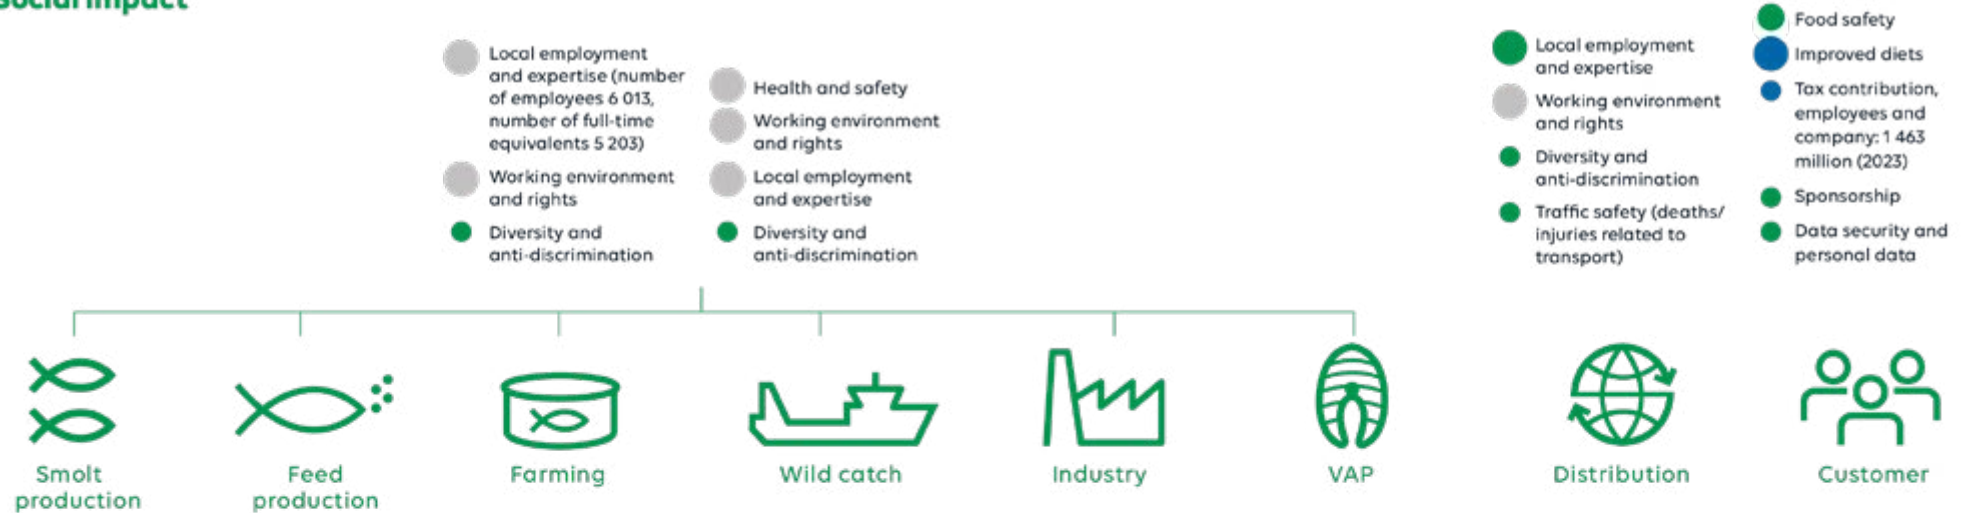 Social impact
Local employment
and expertise (number
of employees 6 013,
number of full-time
equivalents 5 203)
Working environment
and rights
Diversity and
anti-discrimination
Health and safety
Working environment
and rights
Local employment
and expertise
Diversity and
anti-discrimination
Local employment
and expertise
Working environment
and rights
Diversity and
anti-discrimination
Traffic safety (deaths/
injuries related to
transport)
Food safety
Improved diets
Tax contribution,
employees and
company: 1 463
million (2023)
Sponsorship
Data security and
personal data
Smolt
production
Feed
production
Farming
Wild catch
Industry
VAP
Distribution
Customer